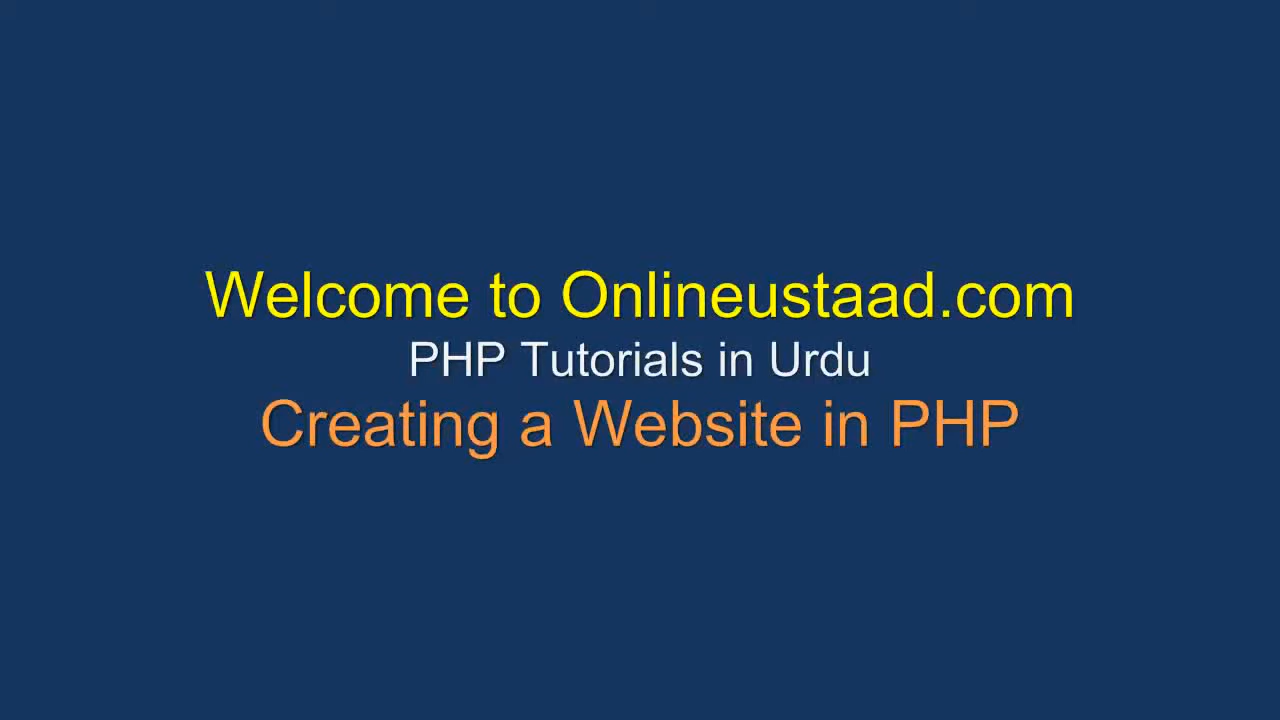 Welcome to Onlineustaad.com
PHP Tutorials in Urdu
Creating a Website in PHP